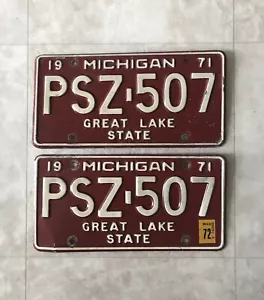 19 MICHIGAN 71
PSZ-507
GREAT LAKE
STATE
19 MICHIGAN 71
PSZ-507
GREAT LAKE
STATE
72